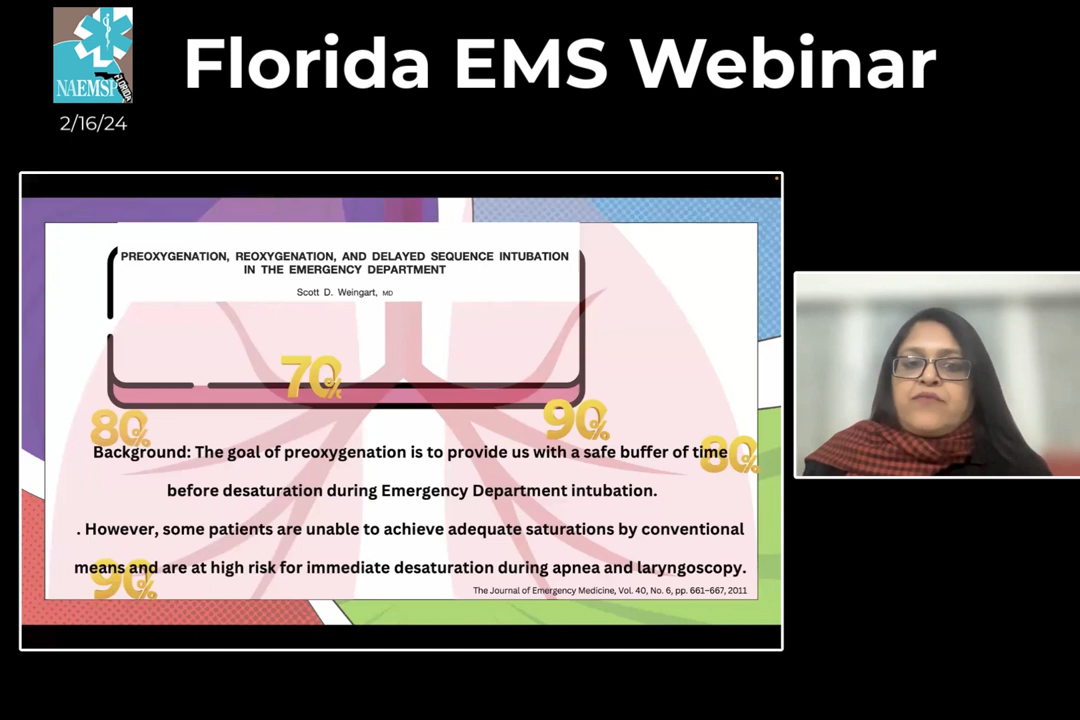 Florida EMS Webinar
NAEMSP
FLORIDA
2/16/24
PREOXYGENATION, REOXYGENATION, AND DELAYED SEQUENCE INTUBATION
IN THE EMERGENCY DEPARTMENT
Scott D. Weingart, MD
70%
80%
90%
80%
Background: The goal of preoxygenation is to provide us with a safe buffer of time
before desaturation during Emergency Department intubation.
. However, some patients are unable to achieve adequate saturations by conventional
means and are at high risk for immediate desaturation during apnea and laryngoscopy.
90%
The Journal of Emergency Medicine, Vol. 40, No. 6, pp. 661–667, 2011